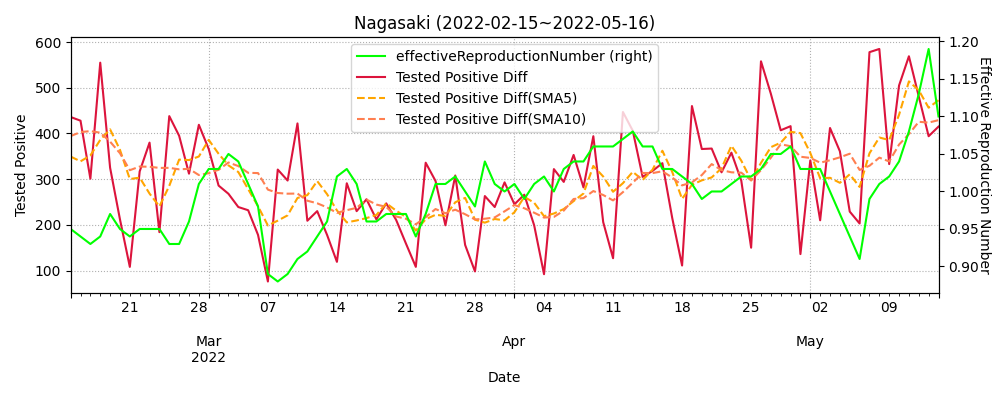 Nagasaki (2022-02-15~2022-05-16)
effectiveReproductionNumber (right)
Tested Positive Diff
Tested Positive Diff(SMA5)
Tested Positive Diff(SMA10)
Tested Positive
600
500
400
300
200
100
1.20
1.15
1.10
1.05
1.00
0.95
0.90
Effective Reproduction Number
21 28 07 14 21 28 04 11 18 25 02 09
Mar Apr May
2022
Date